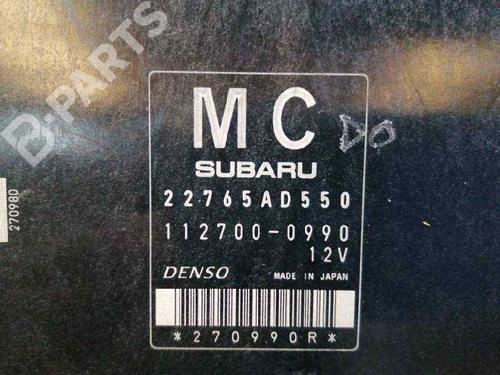 B-PARTS
270980
MC
DO
SUBARU
22765AD550
112700-0990
12V
DENSO
MADE IN JAPAN
*270990R*